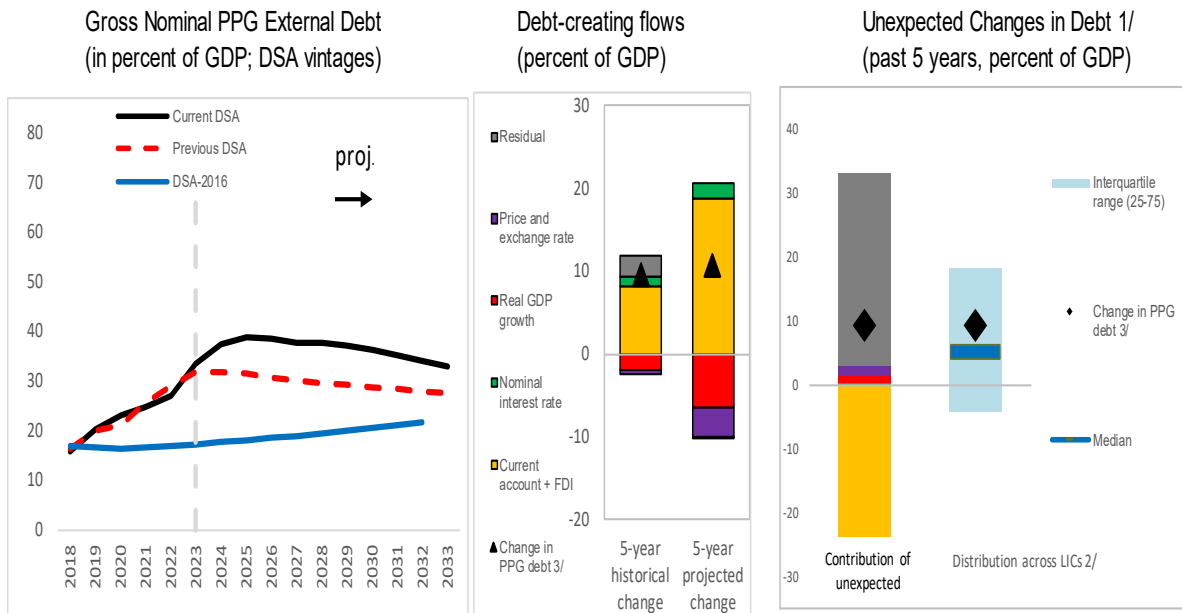 Gross Nominal PPG External Debt
(in percent of GDP; DSA vintages)
Current DSA
Previous DSA
DSA-2016
proj.
80
70
60
50
40
30
20
10
0
2018
2019
2020
2021
2022
2023
2024
2025
2026
2027
2028
2029
2030
2031
2032
2033
Debt-creating flows
(percent of GDP)
Residual
Price and
exchange rate
Real GDP
growth
Nominal
interest rate
Current
account + FDI
Change in
PPG debt 3/
30
20
10
0
-10
-20
5-year
historical
change
5-year
projected
change
Unexpected Changes in Debt 1/
(past 5 years, percent of GDP)
40
30
20
10
0
-10
-20
-30
Interquartile
range (25-75)
Change in PPG
debt 3/
Median
Contribution of
unexpected
Distribution across LICs 2/